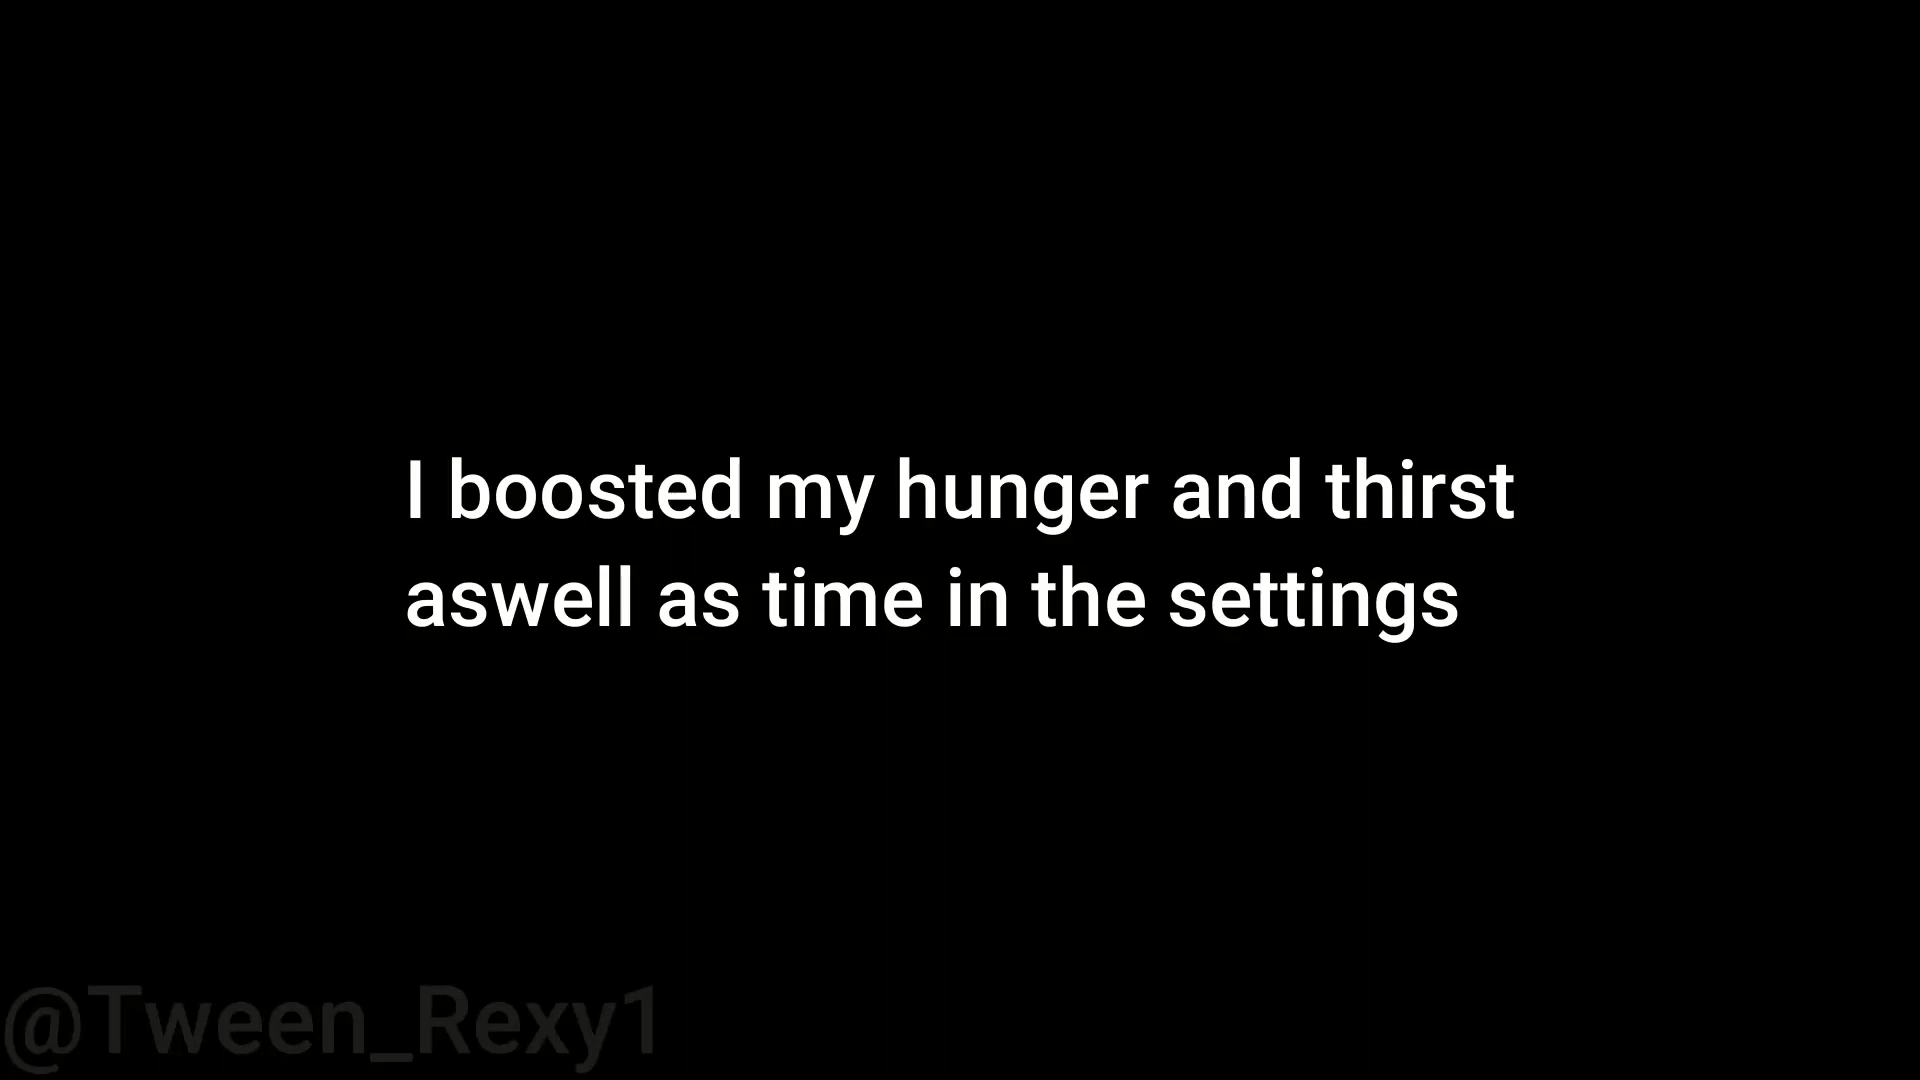 I boosted my hunger and thirst
aswell as time in the settings
@Tween_Rexy1